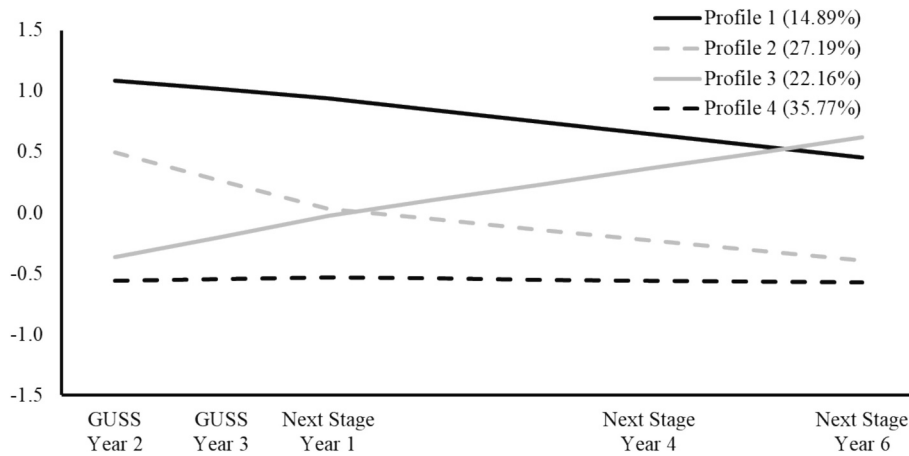 1.5
1.0
0.5
0.0
-0.5
-1.0
-1.5
Profile 1 (14.89%)
Profile 2 (27.19%)
Profile 3 (22.16%)
Profile 4 (35.77%)
GUSS
Year 2
GUSS
Year 3
Next Stage
Year 1
Next Stage
Year 4
Next Stage
Year 6